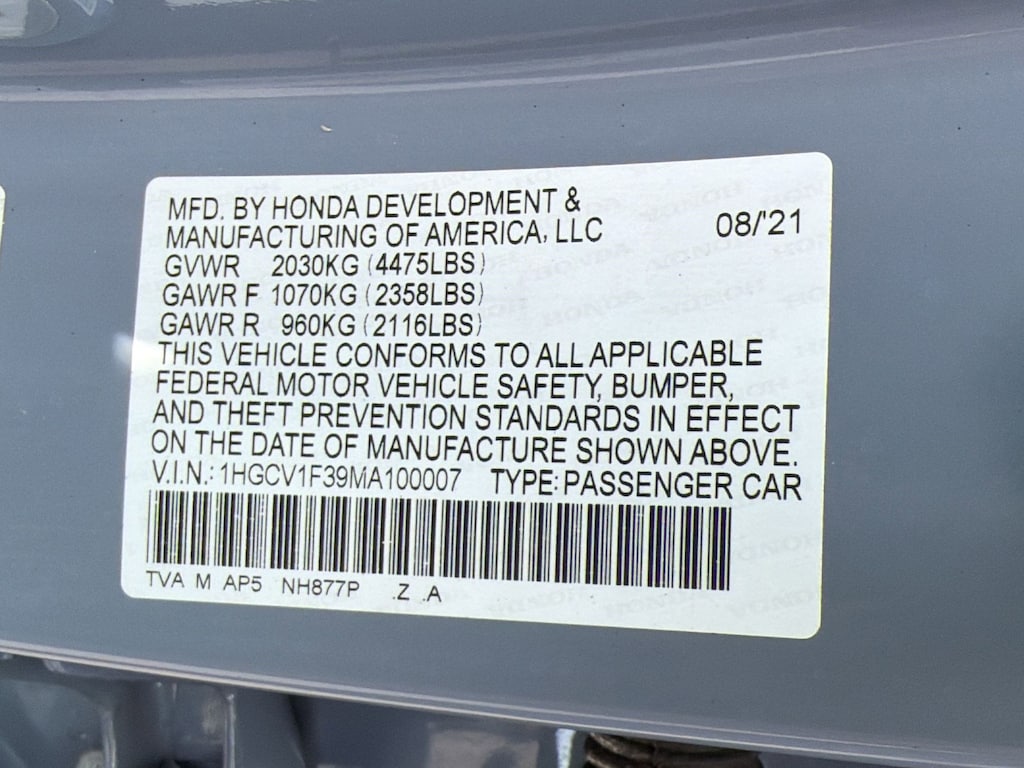 MFD. BY HONDA DEVELOPMENT &
MANUFACTURING OF AMERICA, LLC 08/'21
GVWR 2030KG (4475LBS)
GAWR F 1070KG (2358LBS)
GAWR R 960KG (2116LBS)
THIS VEHICLE CONFORMS TO ALL APPLICABLE
FEDERAL MOTOR VEHICLE SAFETY, BUMPER,
AND THEFT PREVENTION STANDARDS IN EFFECT
ON THE DATE OF MANUFACTURE SHOWN ABOVE.
V.I.N.: 1HGCV1F39MA100007 TYPE: PASSENGER CAR
TVA M AP5 NH877P .Z .A